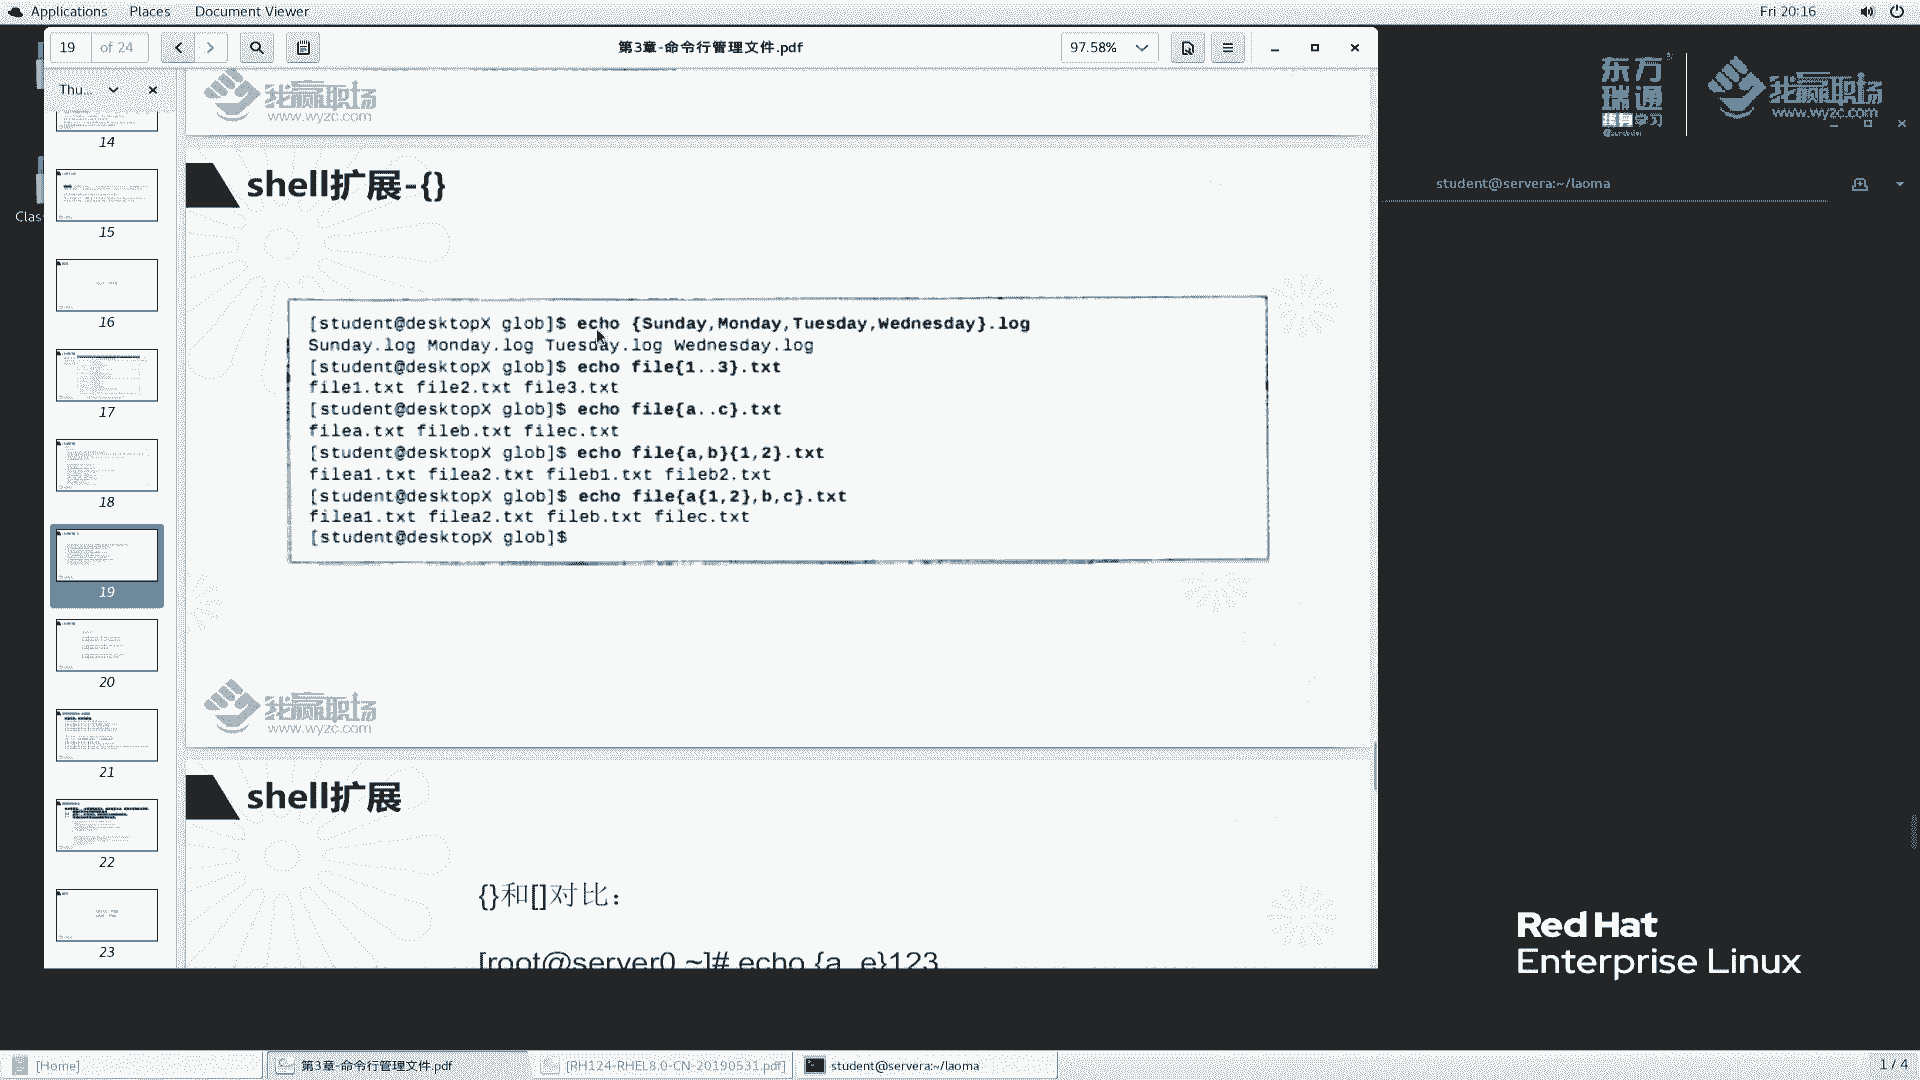 Applications Places Document Viewer
Fri 20:16
19 of 24
第3章-命令行管理文件.pdf
97.58%
Thu...
14
15
16
17
18
19
20
21
22
23
我赢职场
www.wyzc.com
shell扩展-{}
[student@desktopX glob]$ echo {Sunday,Monday,Tuesday,Wednesday}.log
Sunday.log Monday.log Tuesday.log Wednesday.log
[student@desktopX glob]$ echo file{1..3}.txt
file1.txt file2.txt file3.txt
[student@desktopX glob]$ echo file{a..c}.txt
filea.txt fileb.txt filec.txt
[student@desktopX glob]$ echo file{a,b}{1,2}.txt
filea1.txt filea2.txt fileb1.txt fileb2.txt
[student@desktopX glob]$ echo file{a{1,2},b,c}.txt
filea1.txt filea2.txt fileb.txt filec.txt
[student@desktopX glob]$
我赢职场
www.wyzc.com
shell扩展
{}和[]对比：
[root@server0 ~]# echo {a..e}123
Clas
东方
瑞通
终身学习
我赢职场
www.wyzc.com
student@servera:~/laoma
Red Hat
Enterprise Linux
[Home]
第3章-命令行管理文件.pdf
[RH124-RHEL8.0-CN-20190531.pdf]
student@servera:~/laoma
1 / 4